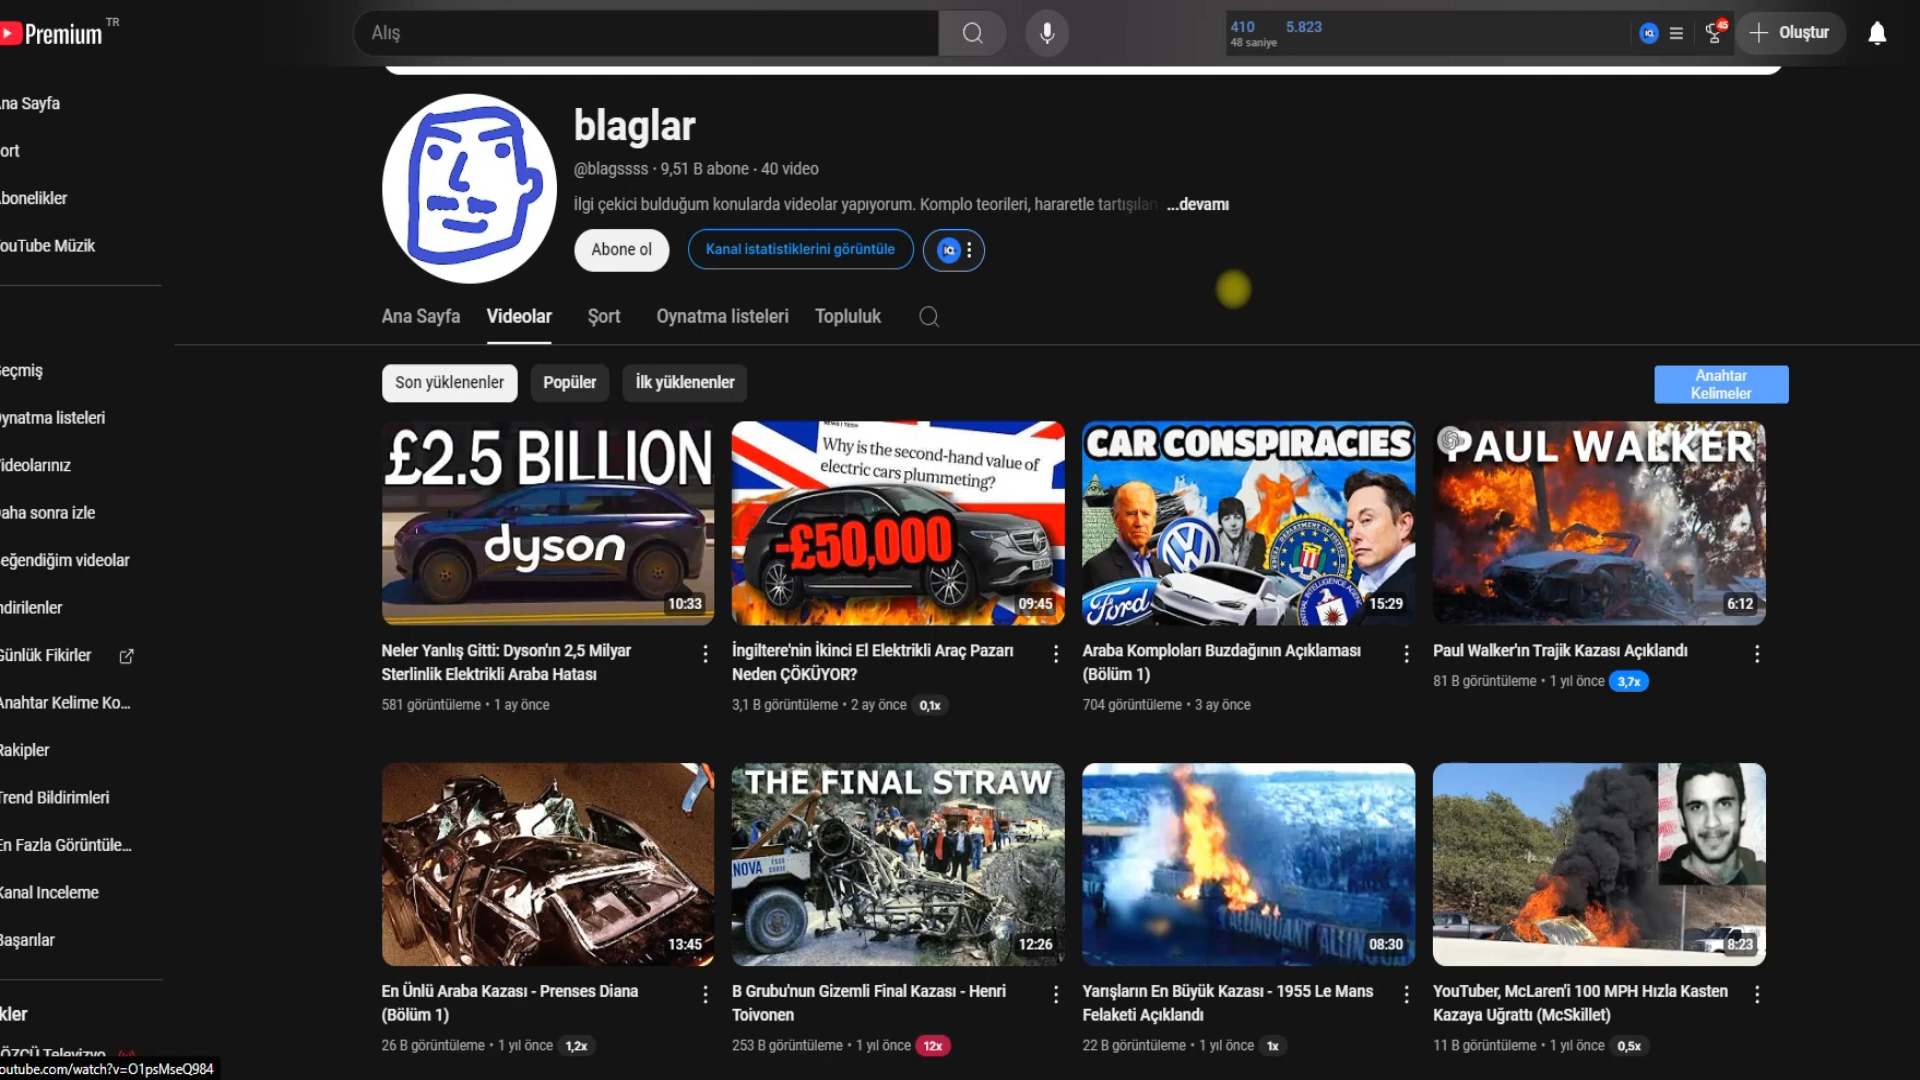 Premium TR
Alış
410 5.823
48 saniye
45
Oluştur
blaglar
@blagssss · 9,51 B abone · 40 video
İlgi çekici bulduğum konularda videolar yapıyorum. Komplo teorileri, hararetle tartışılan ...devamı
Abone ol
Kanal istatistiklerini görüntüle
Ana Sayfa Videolar Şort Oynatma listeleri Topluluk
Son yüklenenler Popüler İlk yüklenenler
Anahtar
Kelimeler
na Sayfa
ort
bonelikler
ouTube Müzik
eçmiş
ynatma listeleri
ideolarınız
aha sonra izle
eğendiğim videolar
ndirilenler
Günlük Fikirler
Anahtar Kelime Ko...
Rakipler
Trend Bildirimleri
En Fazla Görüntüle...
Kanal Inceleme
Başarılar
kler
SÖZCÜ Televizyo
outube.com/watch?v=O1psMseQ984
£2.5 BILLION
dyson
10:33
Neler Yanlış Gitti: Dyson'ın 2,5 Milyar
Sterlinlik Elektrikli Araba Hatası
581 görüntüleme · 1 ay önce
Why is the second-hand value of
electric cars plummeting?
-£50,000
09:45
İngiltere'nin İkinci El Elektrikli Araç Pazarı
Neden ÇÖKÜYOR?
3,1 B görüntüleme · 2 ay önce 0,1x
CAR CONSPIRACIES
Ford
15:29
Araba Komploları Buzdağının Açıklaması
(Bölüm 1)
704 görüntüleme · 3 ay önce
PAUL WALKER
6:12
Paul Walker'ın Trajik Kazası Açıklandı
81 B görüntüleme · 1 yıl önce 3,7x
13:45
En Ünlü Araba Kazası - Prenses Diana
(Bölüm 1)
26 B görüntüleme · 1 yıl önce 1,2x
THE FINAL STRAW
12:26
B Grubu'nun Gizemli Final Kazası - Henri
Toivonen
253 B görüntüleme · 1 yıl önce 12x
08:30
Yarışların En Büyük Kazası - 1955 Le Mans
Felaketi Açıklandı
22 B görüntüleme · 1 yıl önce 1x
8:23
YouTuber, McLaren'i 100 MPH Hızla Kasten
Kazaya Uğrattı (McSkillet)
11 B görüntüleme · 1 yıl önce 0,5x